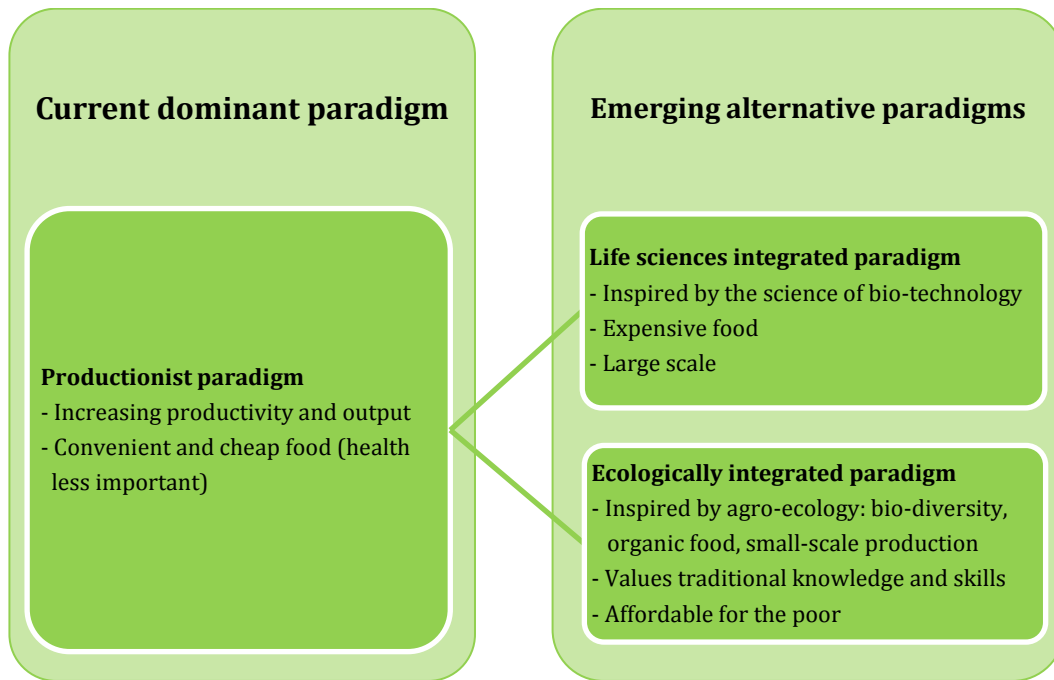 Current dominant paradigm
Productionist paradigm
- Increasing productivity and output
- Convenient and cheap food (health
less important)
Emerging alternative paradigms
Life sciences integrated paradigm
- Inspired by the science of bio-technology
- Expensive food
- Large scale
Ecologically integrated paradigm
- Inspired by agro-ecology: bio-diversity,
organic food, small-scale production
- Values traditional knowledge and skills
- Affordable for the poor